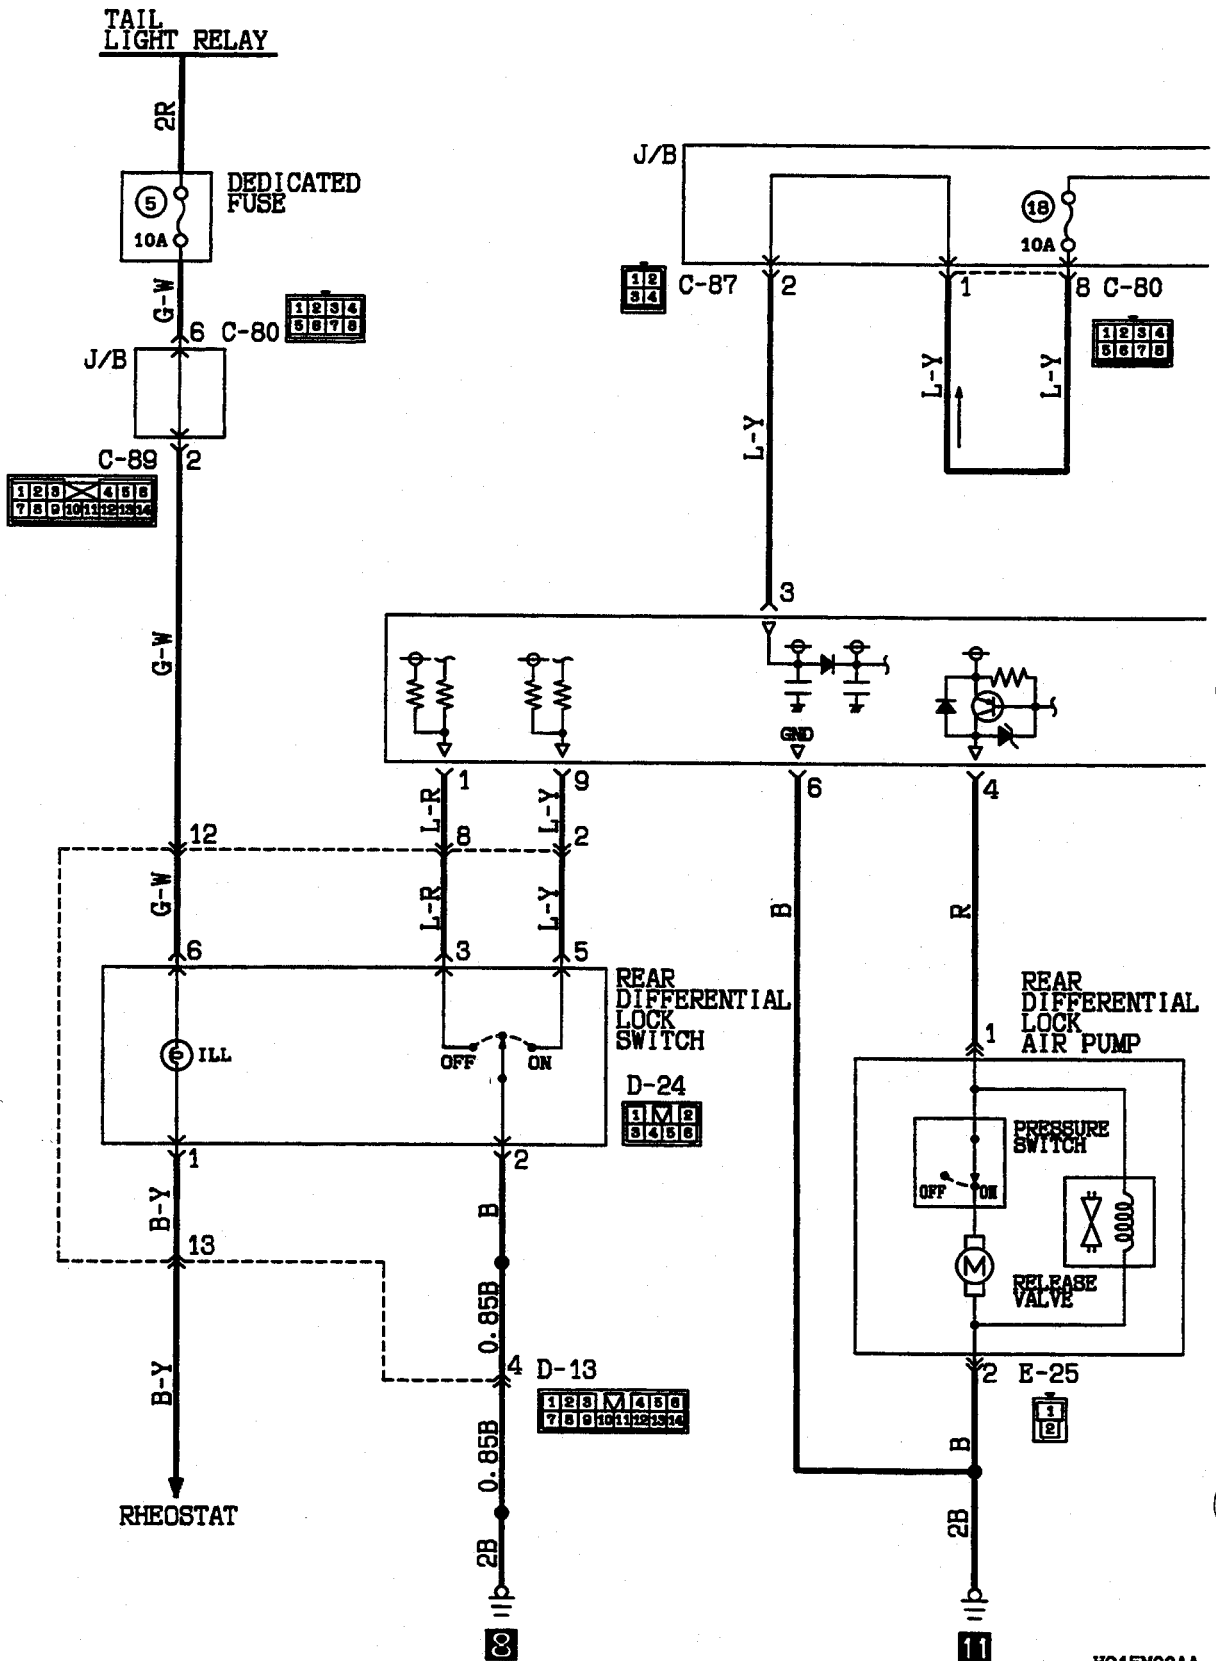 TAIL
LIGHT RELAY
2R
J/B
DEDICATED
FUSE
5
10A
18
10A
G-W
C-87
2
1
8
C-80
1 2
3 4
6
C-80
1 2 3 4
5 6 7 8
1 2 3 4
5 6 7 8
J/B
L-Y
L-Y
L-Y
C-89
2
1 2 3 4 5 6
7 8 9 10 11 12 13 14
3
G-W
GND
1
9
6
4
L-R
L-Y
12
8
2
G-W
L-R
L-Y
B
R
6
3
5
REAR
DIFFERENTIAL
LOCK
SWITCH
REAR
DIFFERENTIAL
LOCK
AIR PUMP
1
ILL
OFF
ON
D-24
1 2
3 4 5 6
PRESSURE
SWITCH
OFF
ON
1
2
B-Y
B
13
M
RELEASE
VALVE
0.85B
4
D-13
2
E-25
1 2 3 4 5 6
7 8 9 10 11 12 13 14
1
2
B-Y
0.85B
B
RHEOSTAT
2B
2B
8
11